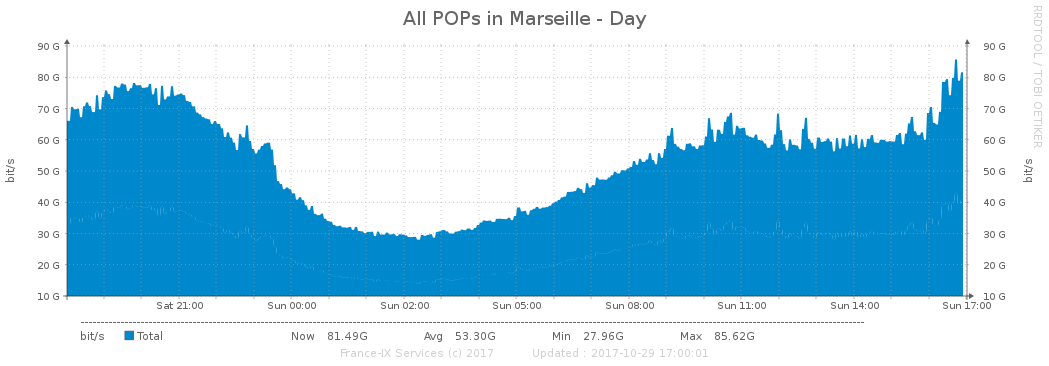 All POPs in Marseille - Day
RRDTOOL / TOBI OETIKER
bit/s
90 G
80 G
70 G
60 G
50 G
40 G
30 G
20 G
10 G
90 G
80 G
70 G
60 G
50 G
40 G
30 G
20 G
10 G
bit/s
Sat 21:00 Sun 00:00 Sun 02:00 Sun 05:00 Sun 08:00 Sun 11:00 Sun 14:00 Sun 17:00
bit/s Total Now 81.49G Avg 53.30G Min 27.96G Max 85.62G
France-IX Services (c) 2017 Updated : 2017-10-29 17:00:01